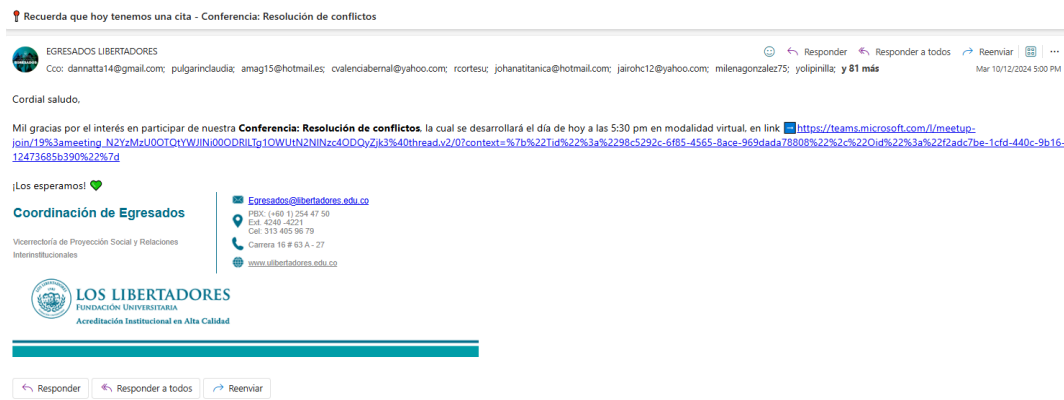 Recuerda que hoy tenemos una cita - Conferencia: Resolución de conflictos
EGRESADOS LIBERTADORES
Responder Responder a todos Reenviar
Cco: dannatta14@gmail.com; pulgarindaudia; amag15@hotmail.es; cvalenciabernal@yahoo.com; rcortesu; johanatitanica@hotmail.com; jairohc12@yahoo.com; milenagonzalez75; yolipinilla; y 81 más
Mar 10/12/2024 5:00 PM
Cordial saludo,
Mil gracias por el interés en participar de nuestra Conferencia: Resolución de conflictos, la cual se desarrollará el día de hoy a las 5:30 pm en modalidad virtual, en link ➡https://teams.microsoft.com/l/meetup-
join/19%3ameeting_N2YzMzU0OTQtYWJlNi00ODRlLTg1OWUtN2NlNzc4ODQyZjk3%40thread.v2/0?context=%7b%22Tid%22%3a%2298c5292c-6f85-4565-8ace-969dada78808%22%2c%22Oid%22%3a%22f2adc7be-1cfd-440c-9b16-
12473685b390%22%7d
¡Los esperamos! 💚
Coordinación de Egresados
Vicerrectoría de Proyección Social y Relaciones
Interinstitucionales
Egresados@libertadores.edu.co
PBX: (+60 1) 254 47 50
Ext. 4240 -4221
Cel: 313 405 96 79
Carrera 16 # 63 A - 27
www.ulibertadores.edu.co
LOS LIBERTADORES
FUNDACIÓN UNIVERSITARIA
Acreditación Institucional en Alta Calidad
Responder Responder a todos Reenviar